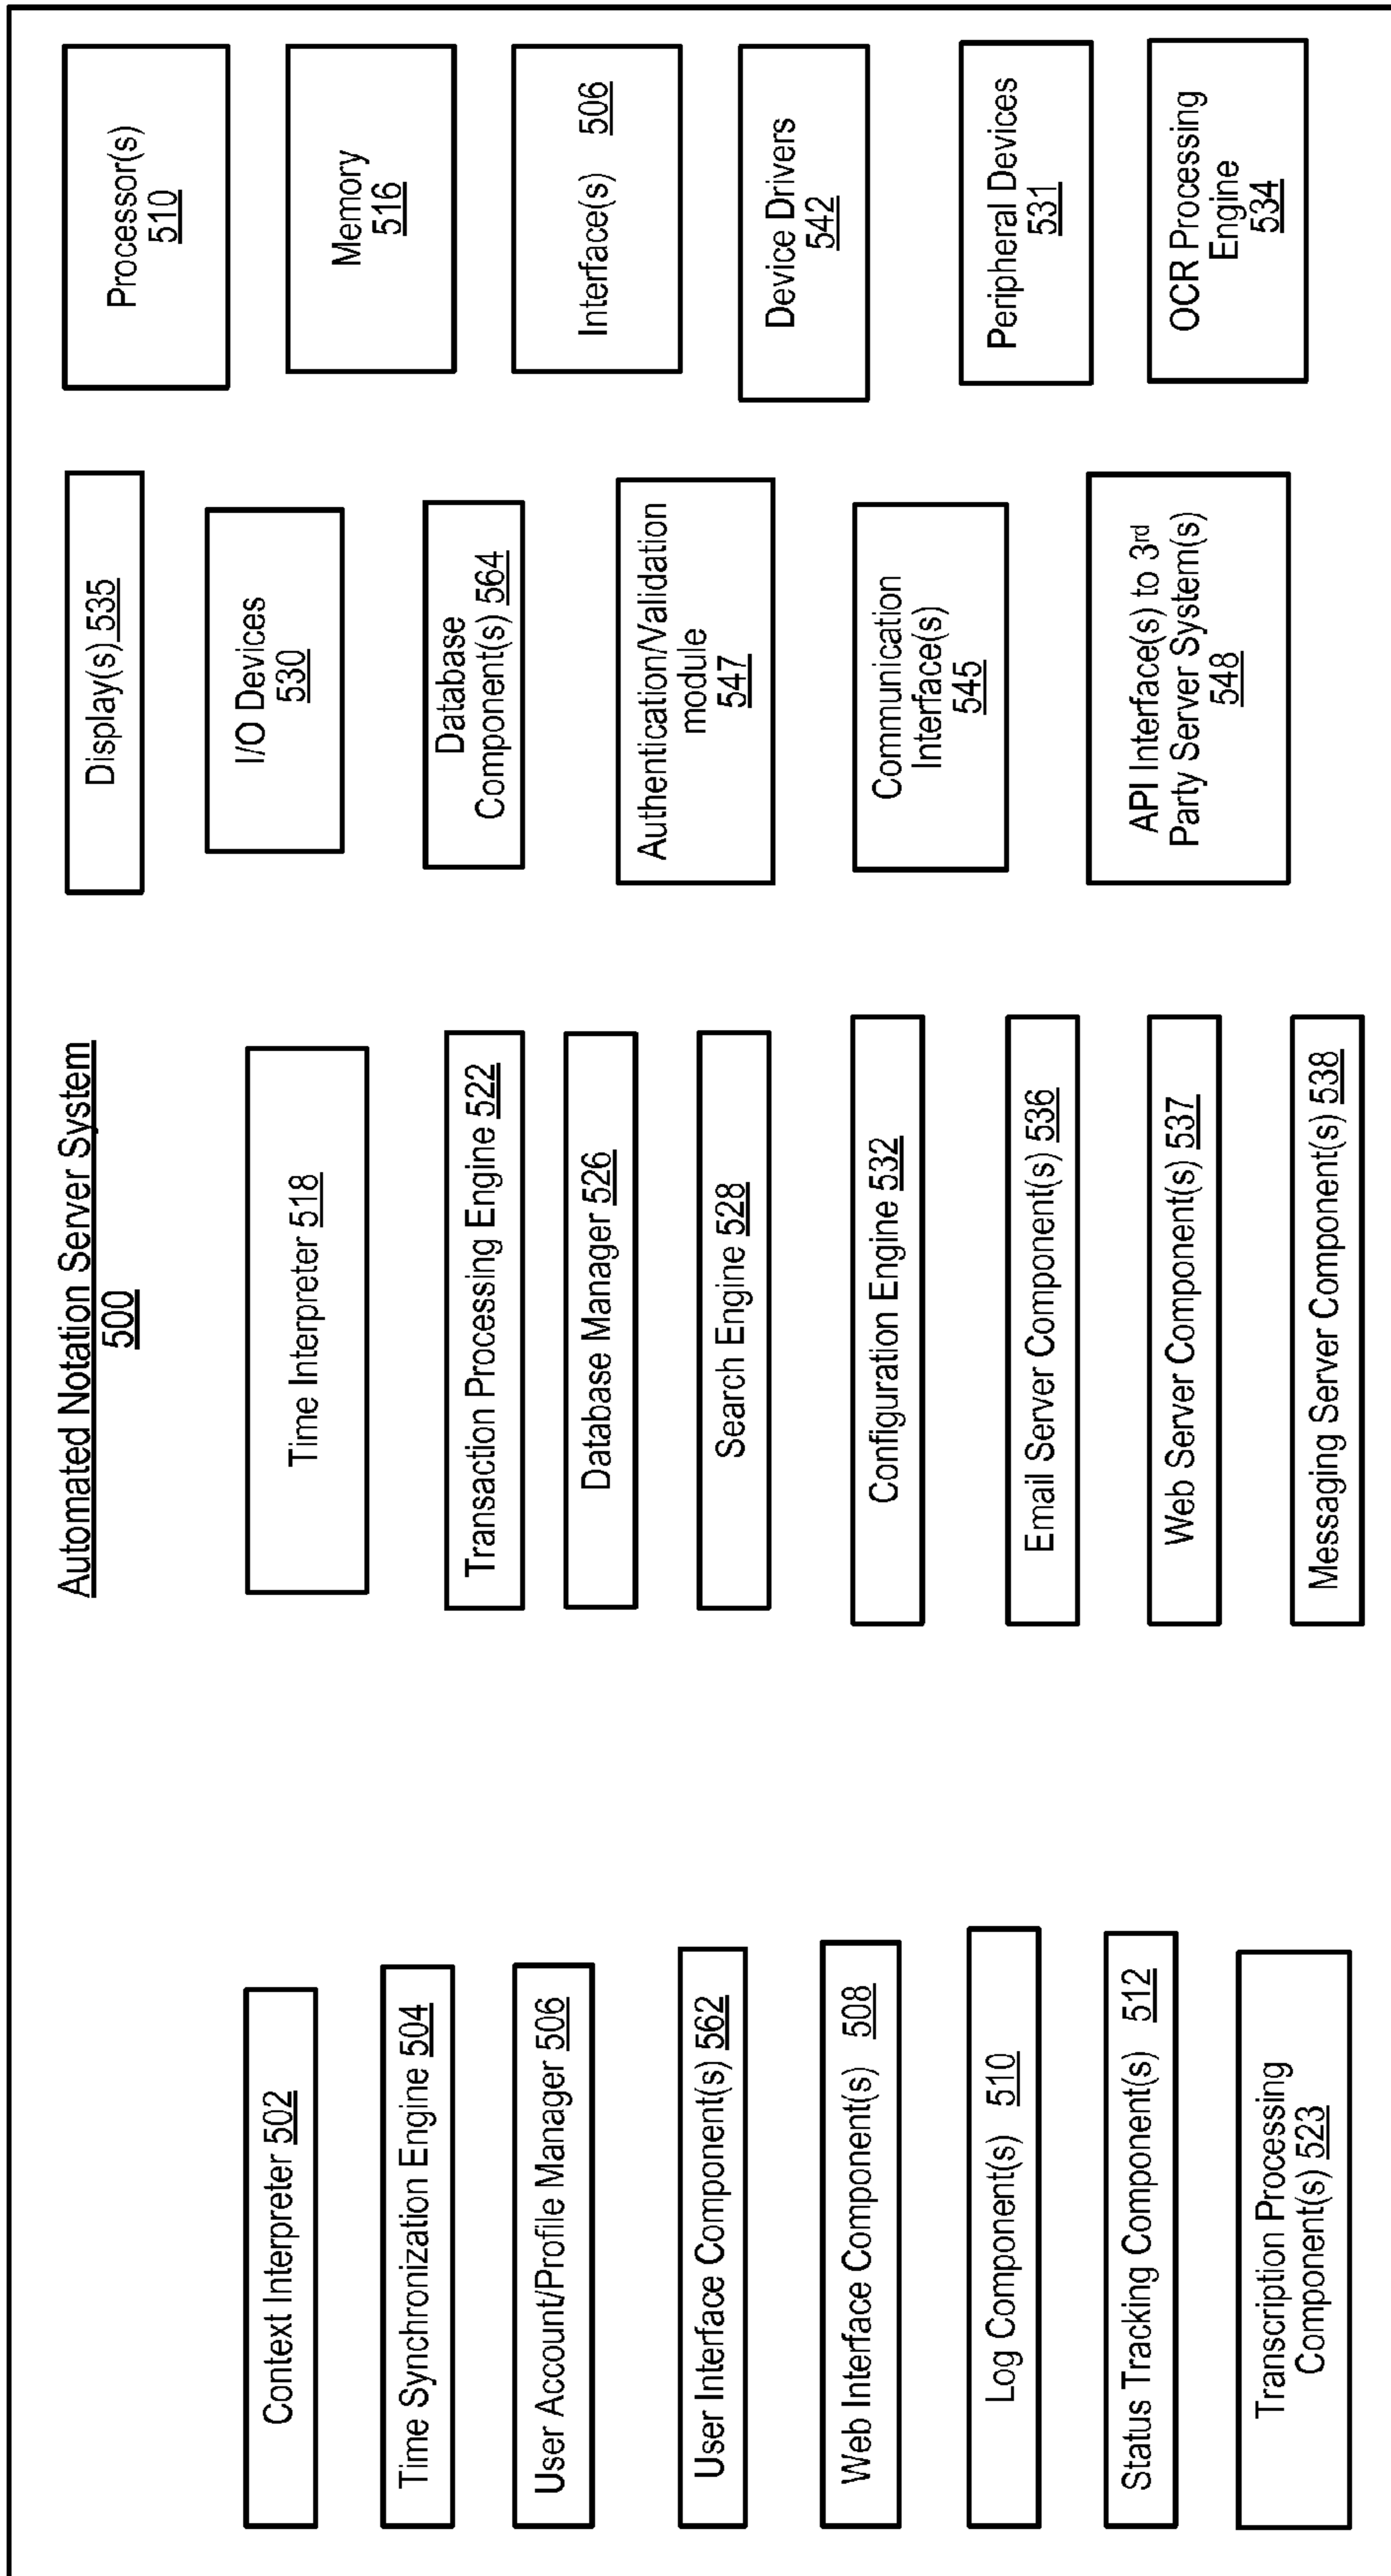 Automated Notation Server System
500
Context Interpreter 502
Time Synchronization Engine 504
User Account/Profile Manager 506
User Interface Component(s) 562
Web Interface Component(s) 508
Log Component(s) 510
Status Tracking Component(s) 512
Transcription Processing
Component(s) 523
Time Interpreter 518
Transaction Processing Engine 522
Database Manager 526
Search Engine 528
Configuration Engine 532
Email Server Component(s) 536
Web Server Component(s) 537
Messaging Server Component(s) 538
Display(s) 535
I/O Devices
530
Database
Component(s) 564
Authentication/Validation
module
547
Communication
Interface(s)
545
API Interface(s) to 3rd
Party Server System(s)
548
Processor(s)
510
Memory
516
Interface(s) 506
Device Drivers
542
Peripheral Devices
531
OCR Processing
Engine
534